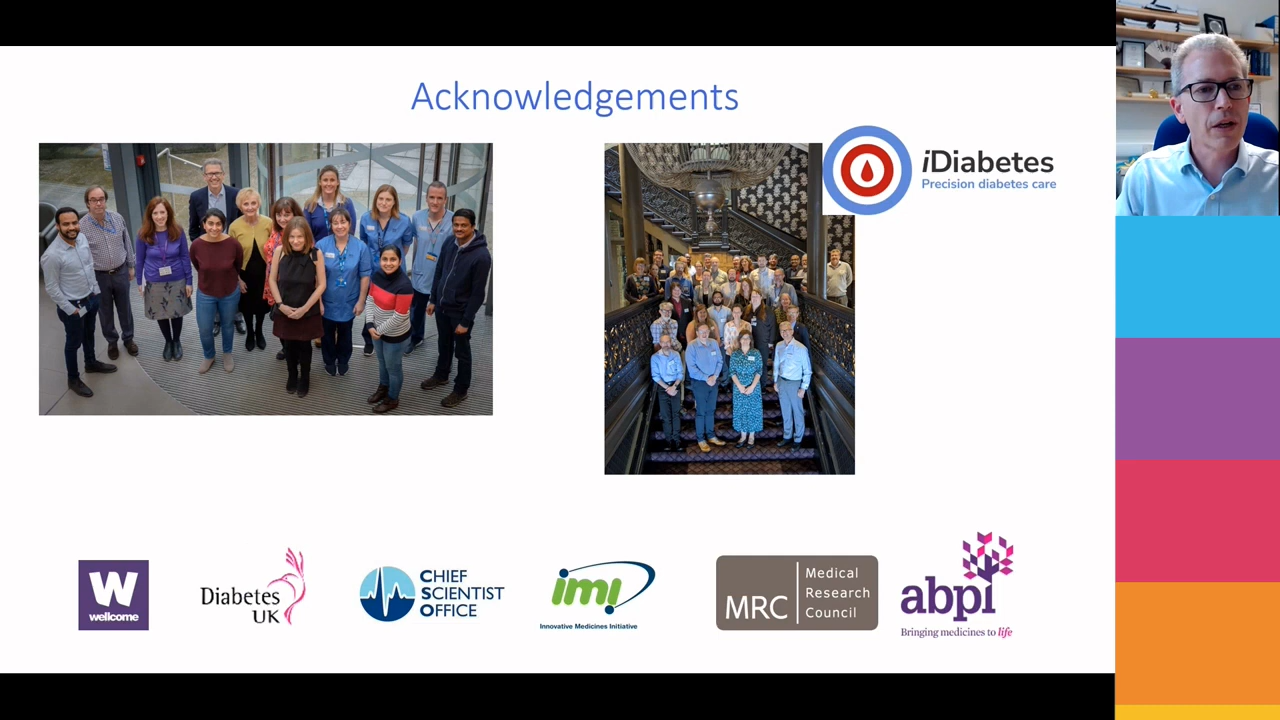 Acknowledgements
iDiabetes
Precision diabetes care
W
wellcome
Diabetes
UK
CHIEF
SCIENTIST
OFFICE
imi
Innovative Medicines Initiative
MRC
Medical
Research
Council
abpi
Bringing medicines to life